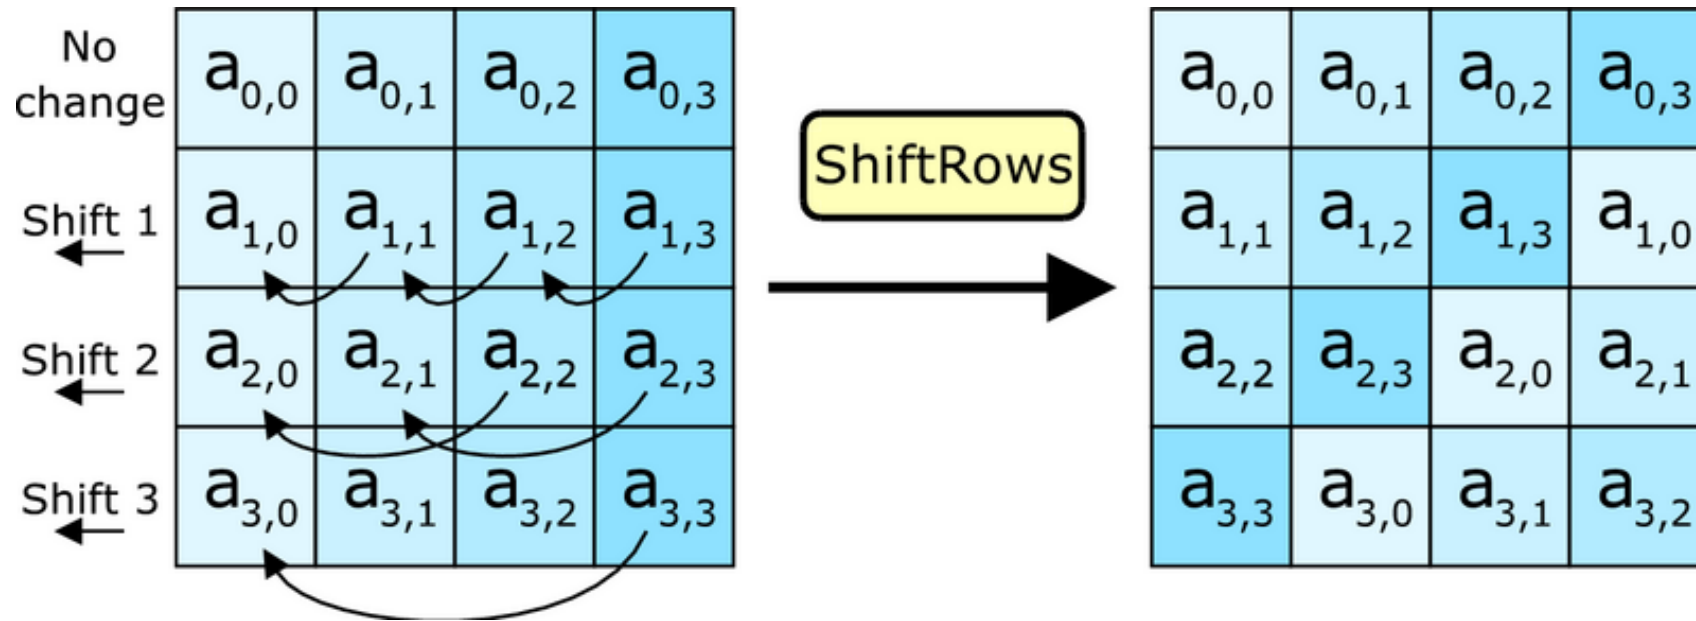 No
change
a0,0 a0,1 a0,2 a0,3
Shift 1
a1,0 a1,1 a1,2 a1,3
Shift 2
a2,0 a2,1 a2,2 a2,3
Shift 3
a3,0 a3,1 a3,2 a3,3
ShiftRows
a0,0 a0,1 a0,2 a0,3
a1,1 a1,2 a1,3 a1,0
a2,2 a2,3 a2,0 a2,1
a3,3 a3,0 a3,1 a3,2